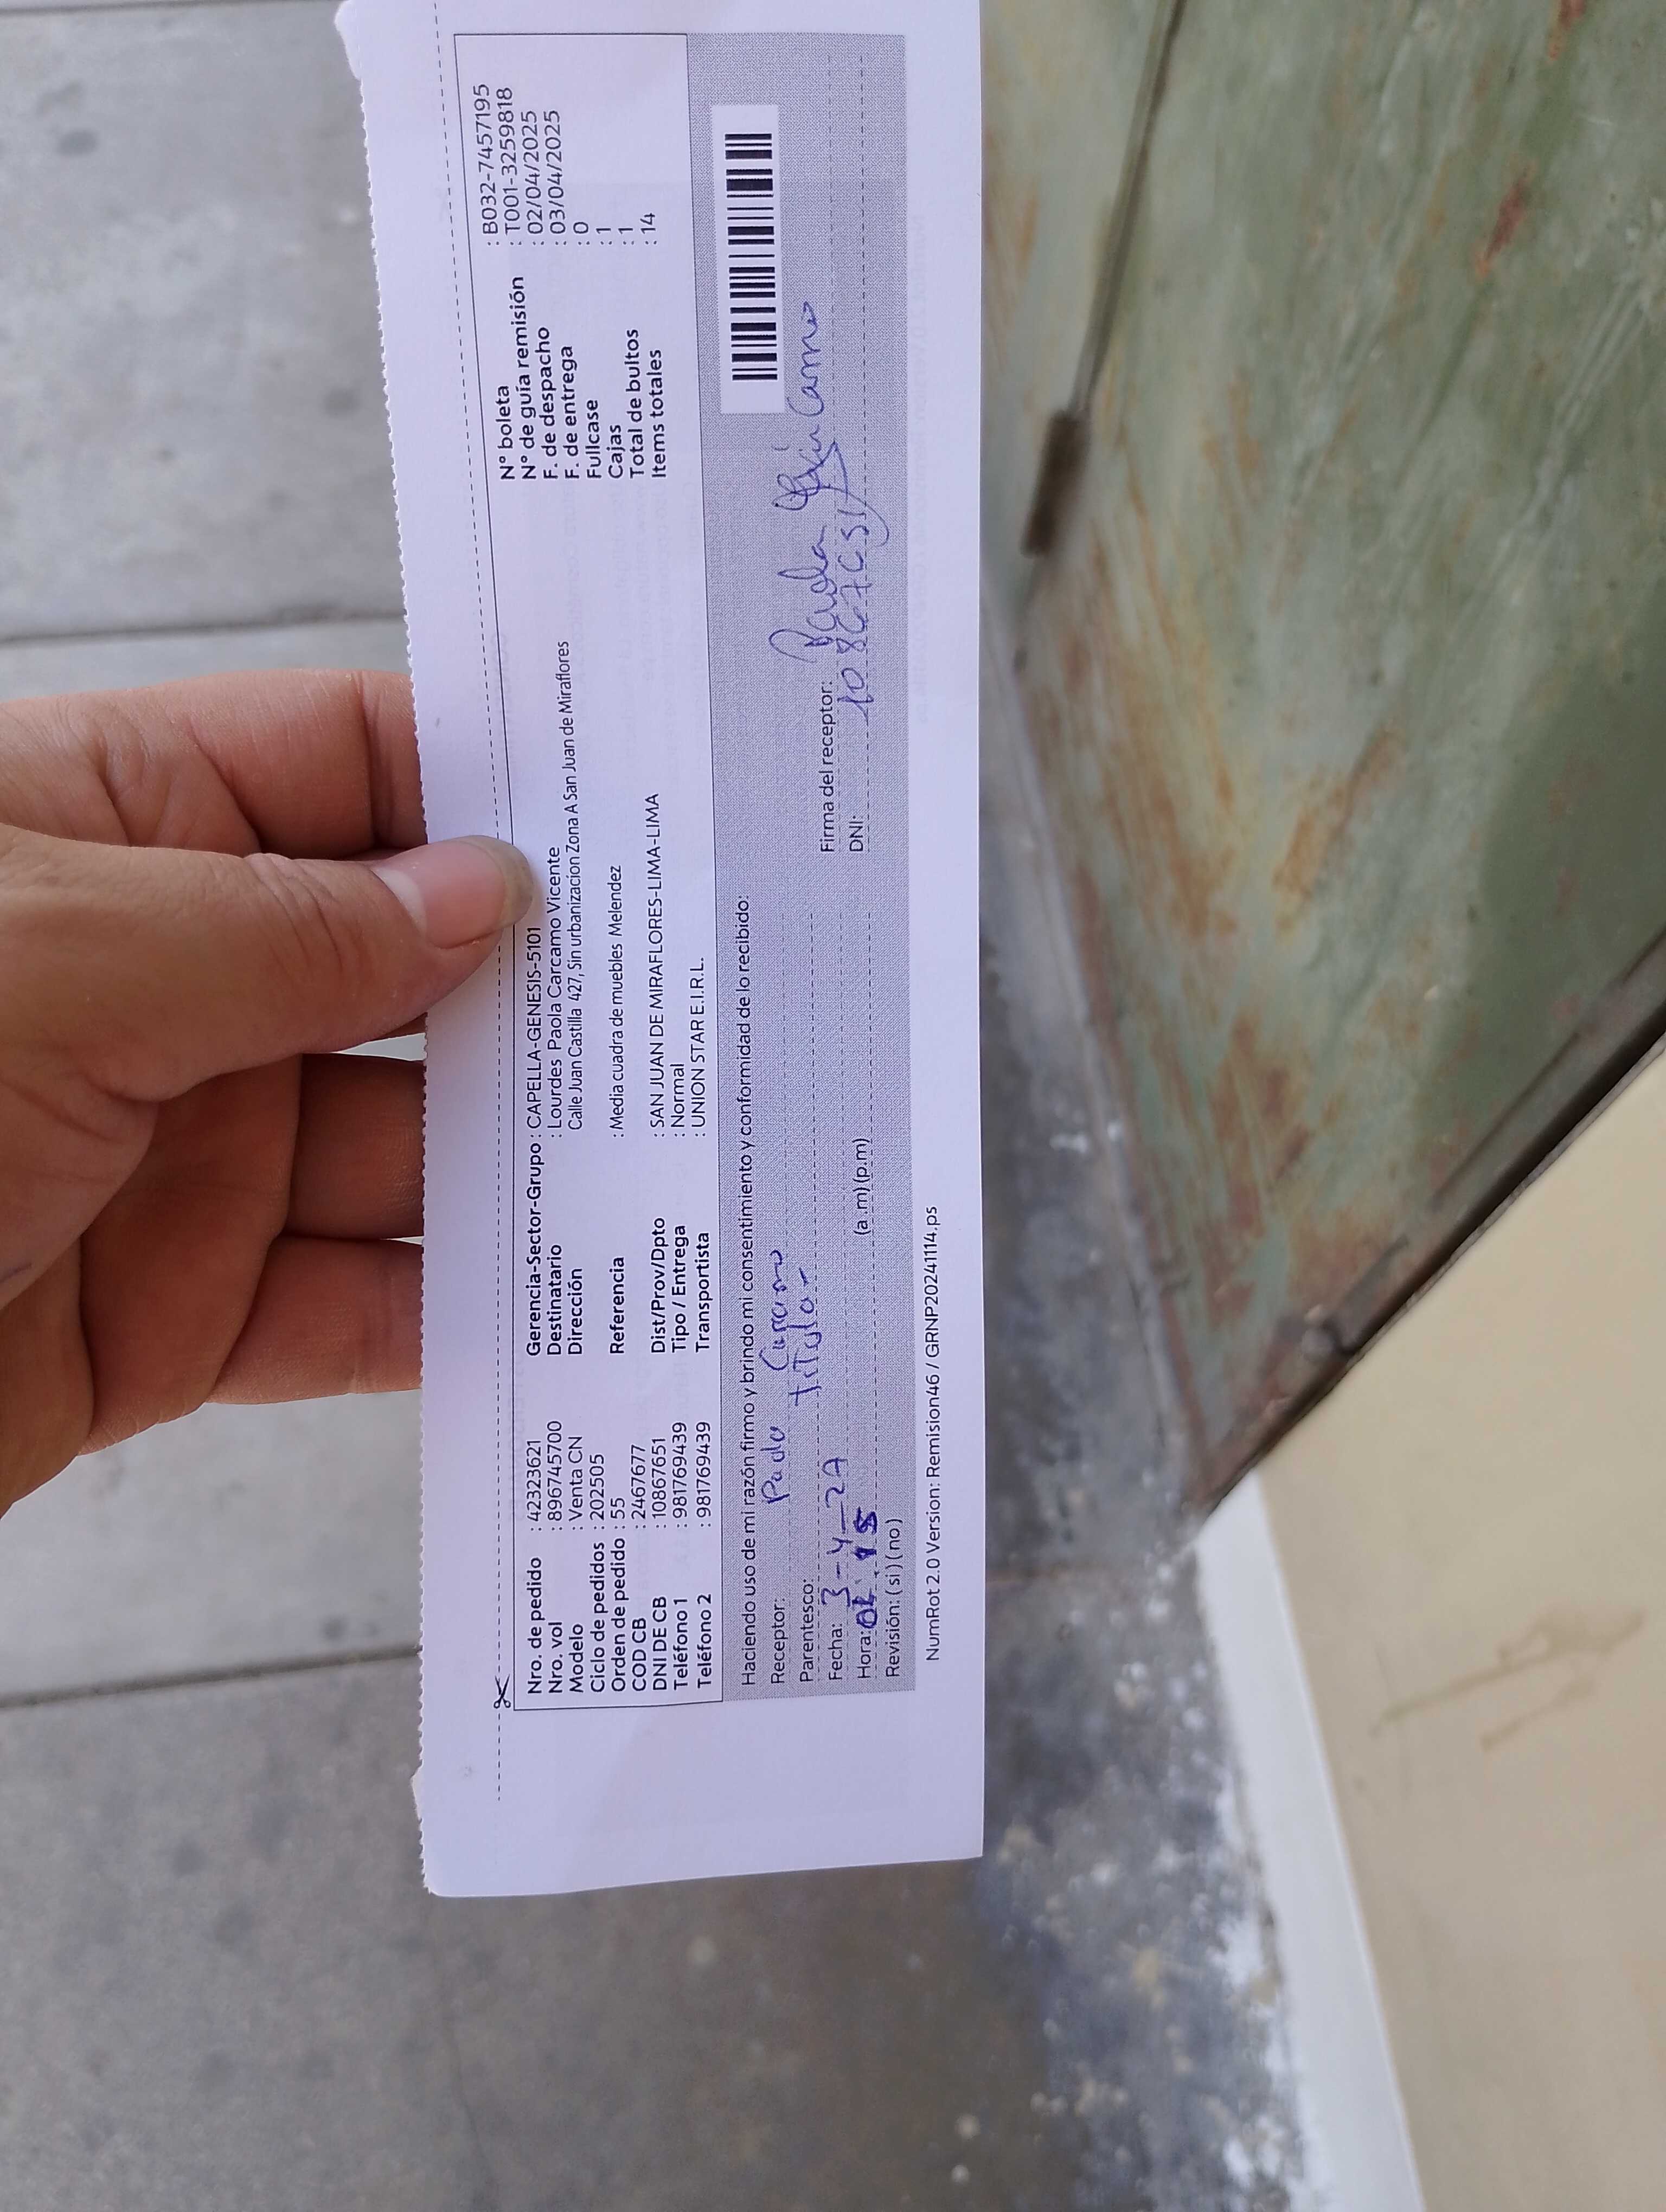 Nro. de pedido : 42323621
Nro. vol : 896745700
Modelo : Venta CN
Ciclo de pedidos : 202505
Orden de pedido : 55
COD CB : 2467677
DNI DE CB : 10867651
Teléfono 1 : 981769439
Teléfono 2 : 981769439
Gerencia-Sector-Grupo : CAPELLA-GENESIS-5101
Destinatario : Lourdes Paola Carcamo Vicente
Dirección Calle Juan Castilla 427, Sin urbanizacion Zona A San Juan de Miraflores
Referencia : Media cuadra de muebles Melendez
Dist/Prov/Dpto : SAN JUAN DE MIRAFLORES-LIMA-LIMA
Tipo / Entrega : Normal
Transportista : UNION STAR E.I.R.L.
N° boleta : B032-7457195
N° de guía remisión : T001-3259818
F. de despacho : 02/04/2025
F. de entrega : 03/04/2025
Fullcase : 0
Cajas : 1
Total de bultos : 1
Items totales : 14
Haciendo uso de mi razón firmo y brindo mi consentimiento y conformidad de lo recibido:
Receptor: Paola Carcamo
Parentesco: titular
Fecha: 3-4-
Hora: (a.m) (p.m)
Revisión: ( si ) ( no )
Firma del receptor: Paola
DNI: 10867651
NumRot 2.0 Version: Remision46 / GRNP20241114.ps